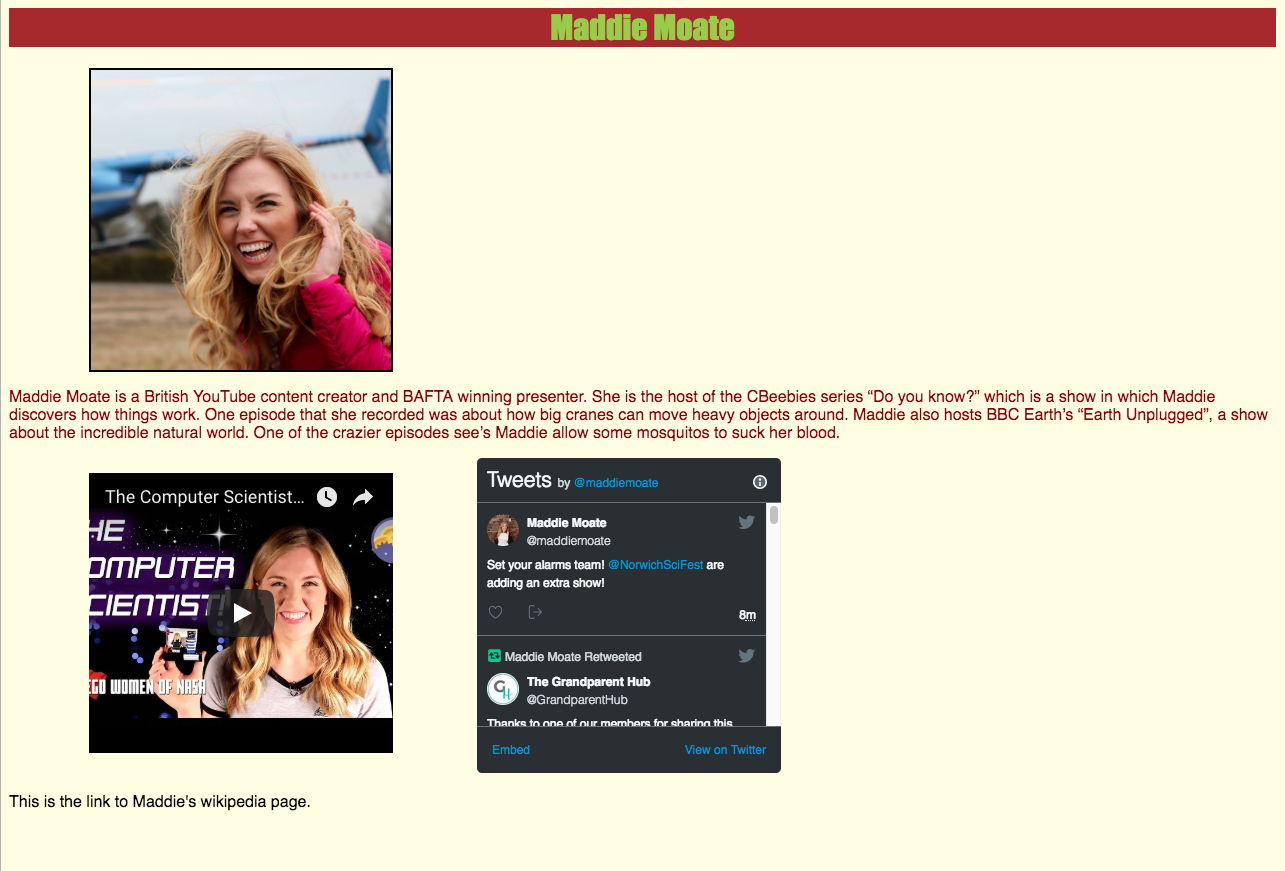 Maddie Moate
Maddie Moate is a British YouTube content creator and BAFTA winning presenter. She is the host of the CBeebies series “Do you know?” which is a show in which Maddie
discovers how things work. One episode that she recorded was about how big cranes can move heavy objects around. Maddie also hosts BBC Earth’s “Earth Unplugged”, a show
about the incredible natural world. One of the crazier episodes see’s Maddie allow some mosquitos to suck her blood.
The Computer Scientist...
HE
OMPUTER
CIENTIST!
EGO WOMEN OF NASA
Tweets by @maddiemoate
Maddie Moate
@maddiemoate
Set your alarms team! @NorwichSciFest are
adding an extra show!
8m
Maddie Moate Retweeted
GH
The Grandparent Hub
@GrandparentHub
Thanks to one of our members for sharing this
Embed
View on Twitter
This is the link to Maddie's wikipedia page.